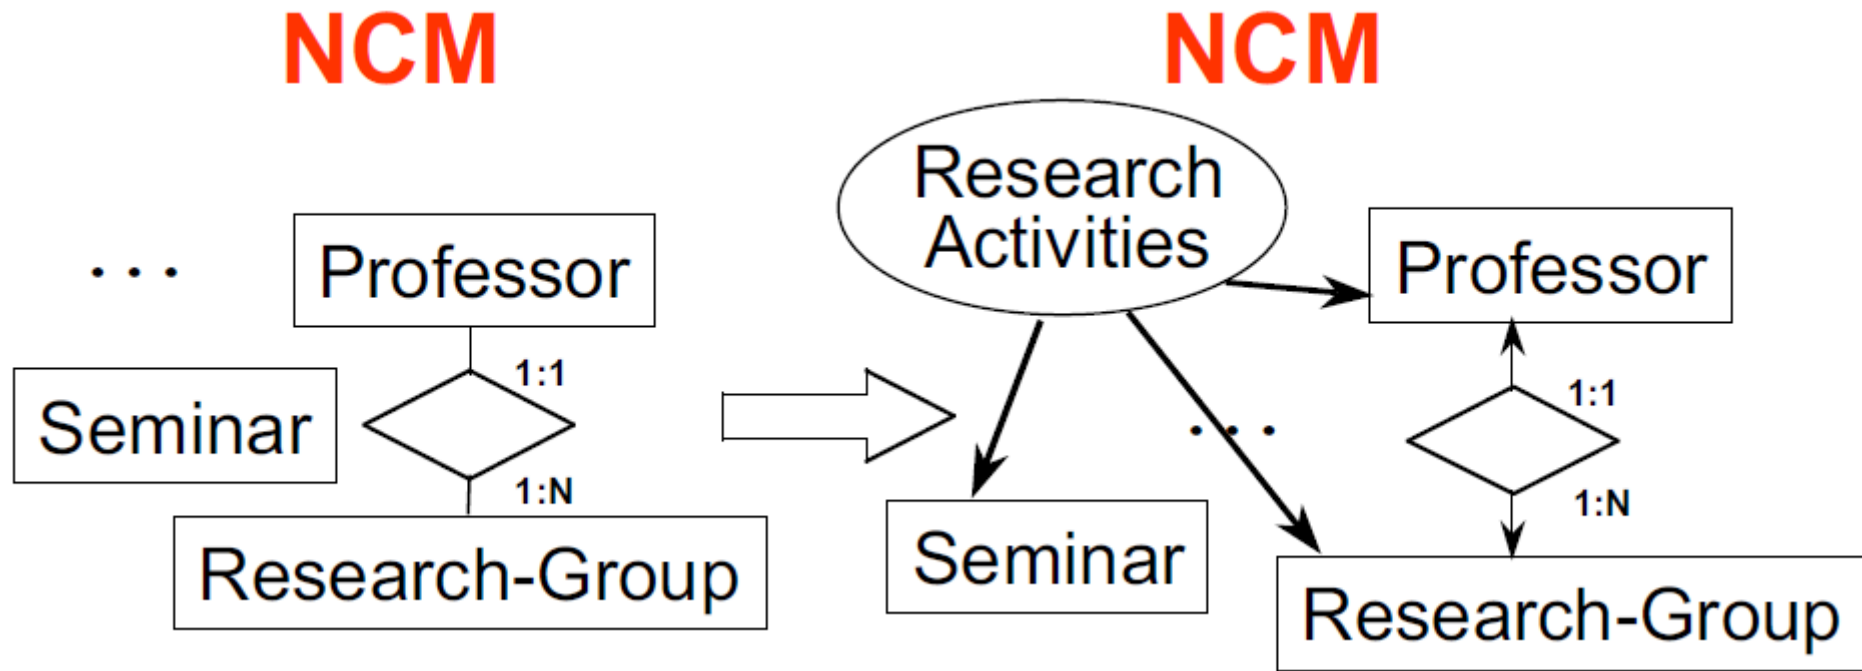 NCM
. . .
Professor
Seminar
1:1
1:N
Research-Group
NCM
Research
Activities
Professor
1:1
. . .
1:N
Seminar
Research-Group